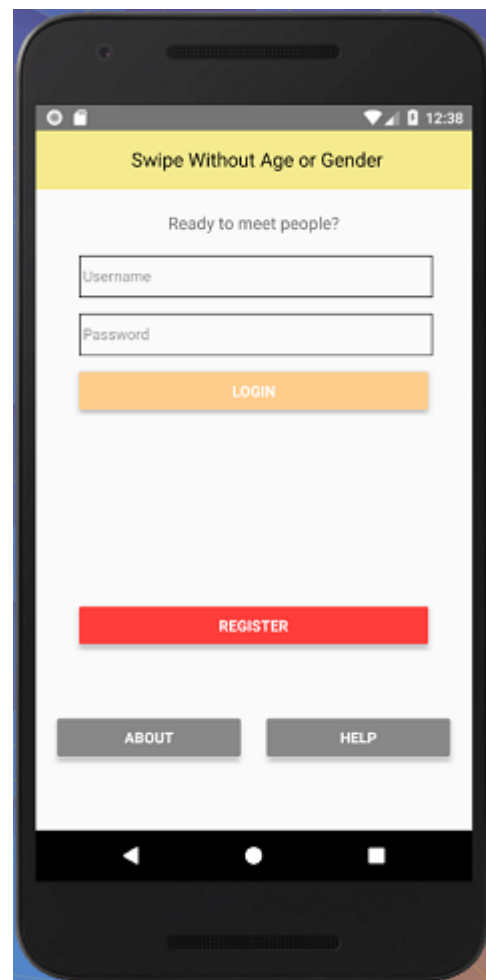 12:38
Swipe Without Age or Gender
Ready to meet people?
Username
Password
LOGIN
REGISTER
ABOUT
HELP